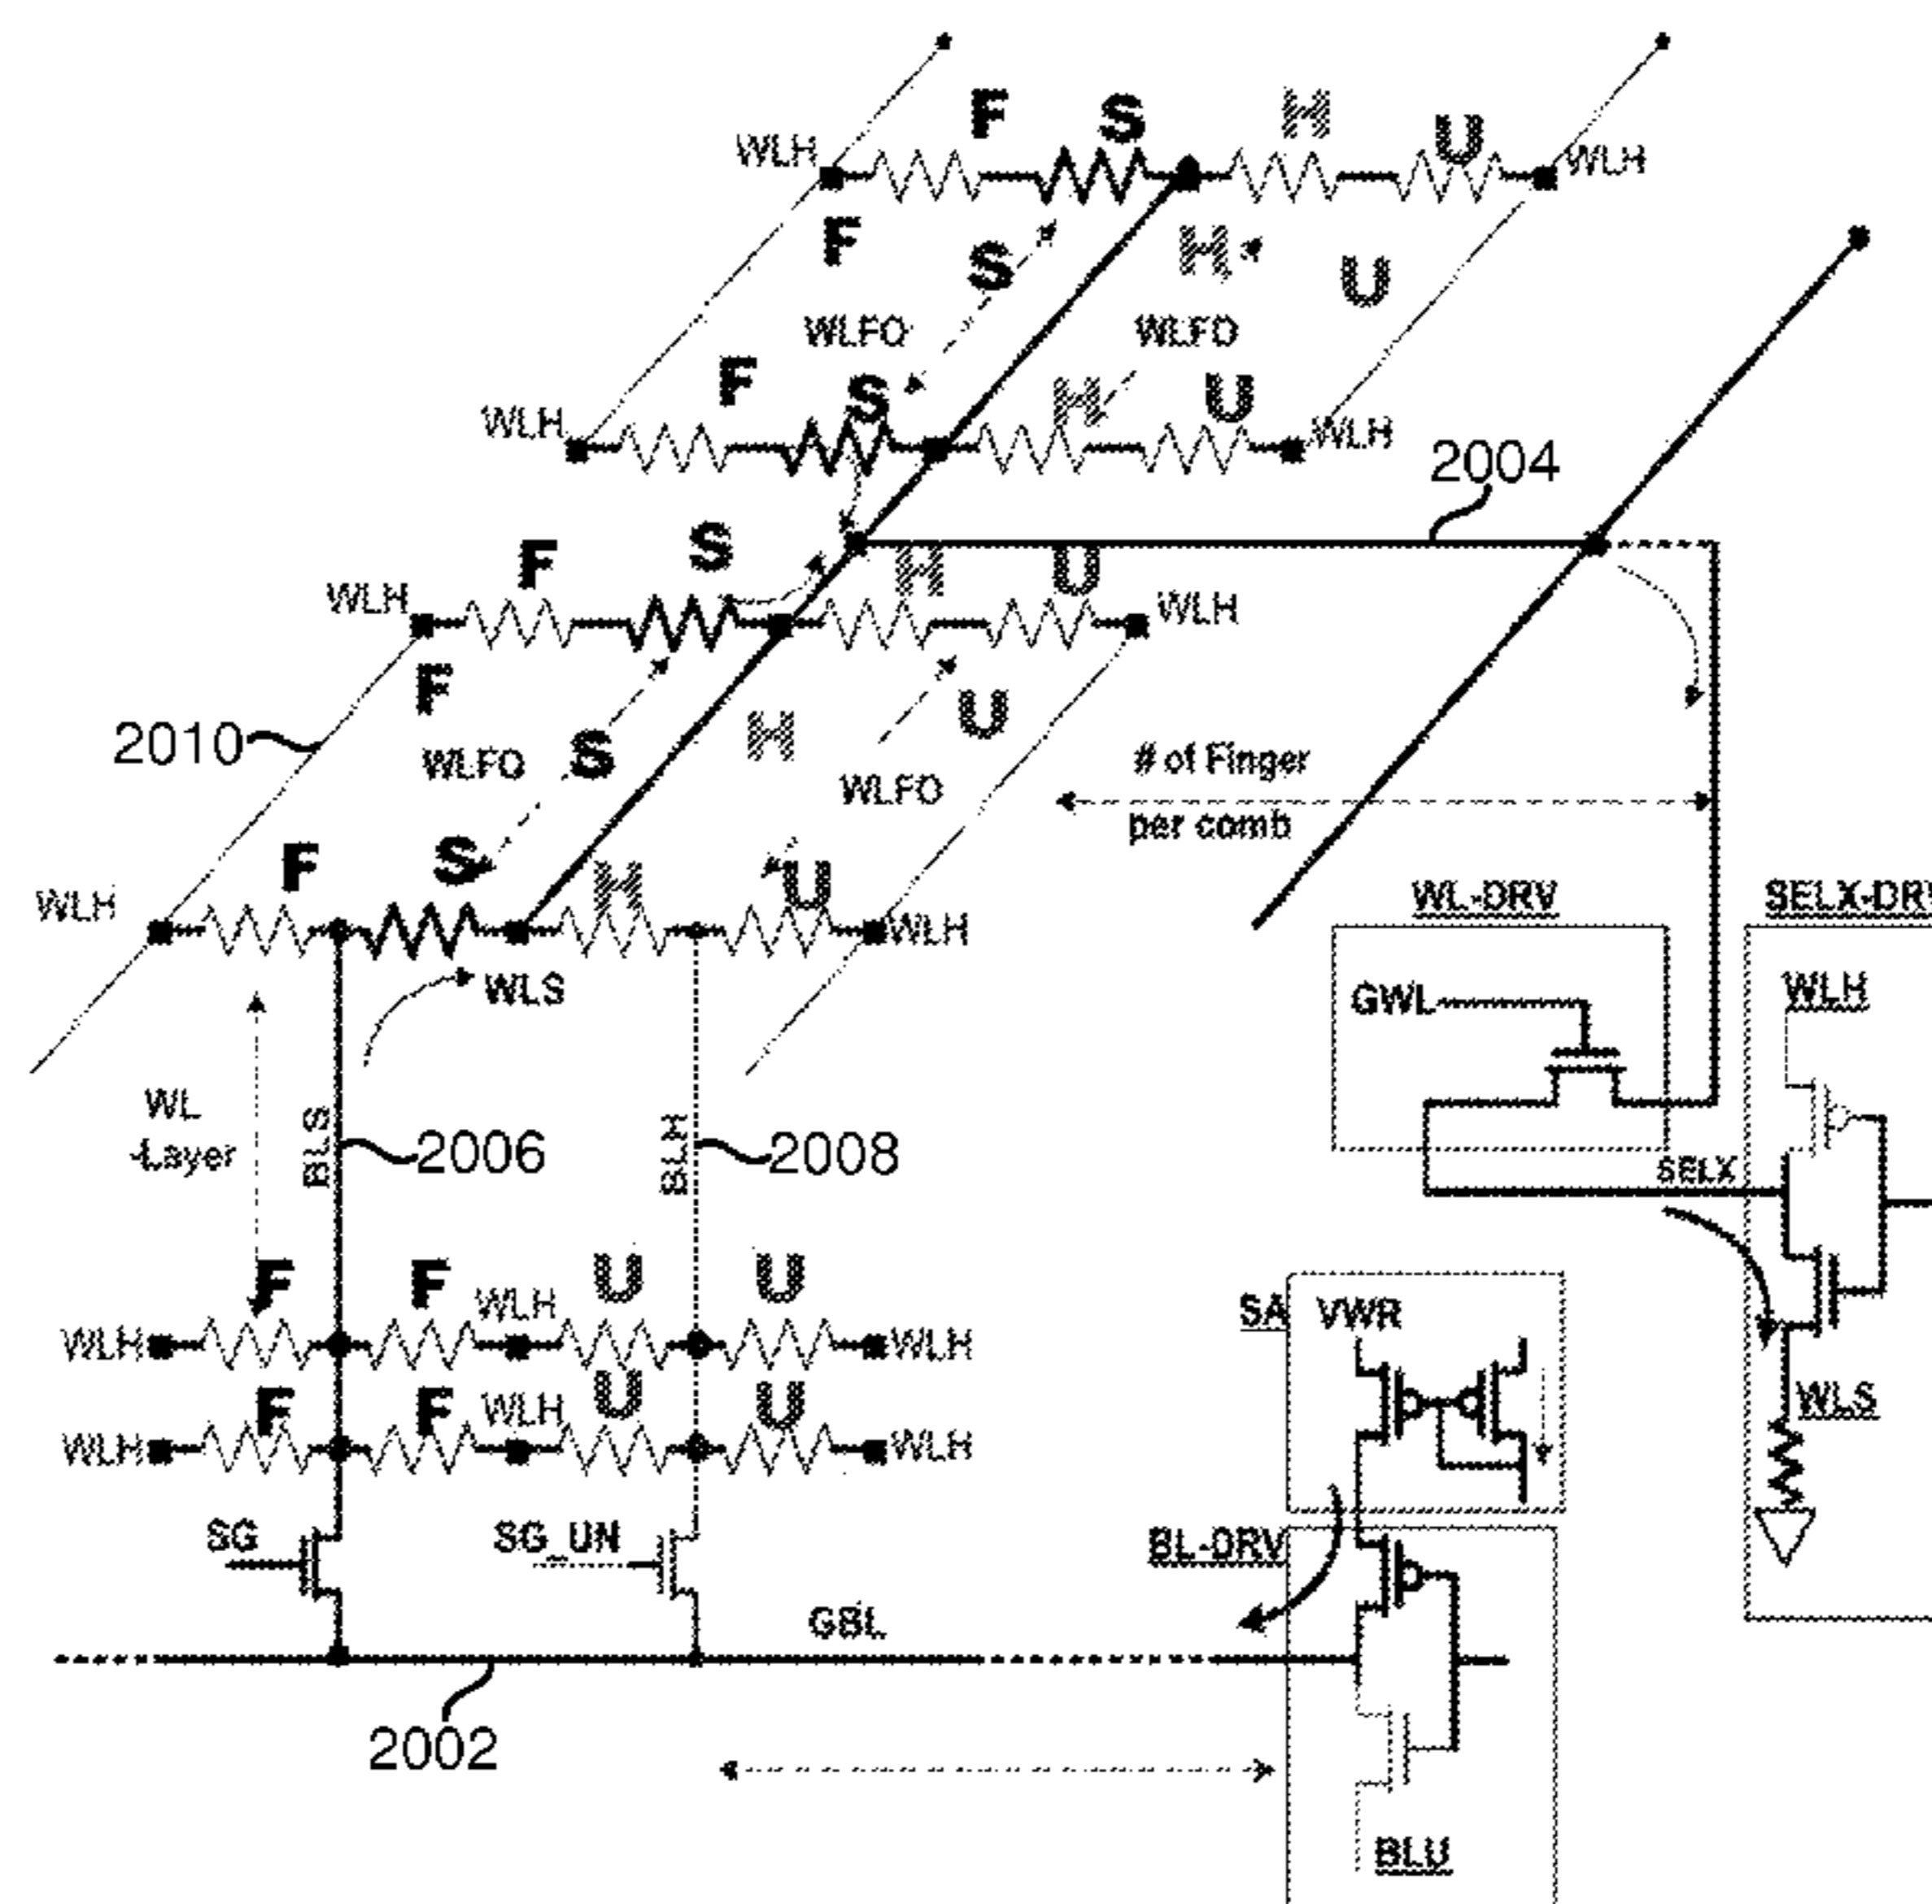 F S H U
WLH WLH
F S H U
WLFO WLFO
F S H U
WLH WLH
2004
F S H U
WLH WLH
F S H U
2010
WLFO WLFO
# of Finger
per comb
F S H U
WLH WLH
WLS
WL-DRV
SELX-DRV
GWL
WLH
WL
-Layer
BLS
2006
BLH
2008
SELX
F F U U
WLH WLH WLH
SA
VWR
F F U U
WLH WLH WLH
WLS
SG
SG_UN
BL-DRV
GBL
2002
BLU